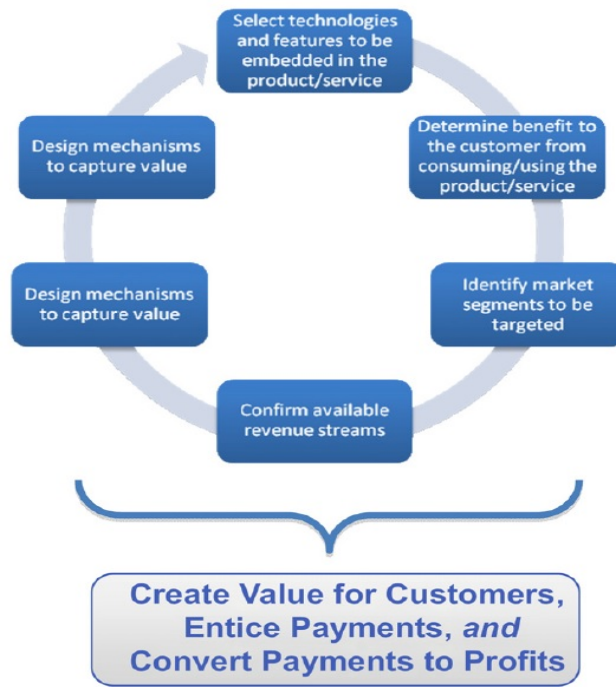 Select technologies
and features to be
embedded in the
product/service
Determine benefit to
the customer from
consuming/using the
product/service
Identify market
segments to be
targeted
Confirm available
revenue streams
Design mechanisms
to capture value
Design mechanisms
to capture value
Create Value for Customers,
Entice Payments, and
Convert Payments to Profits